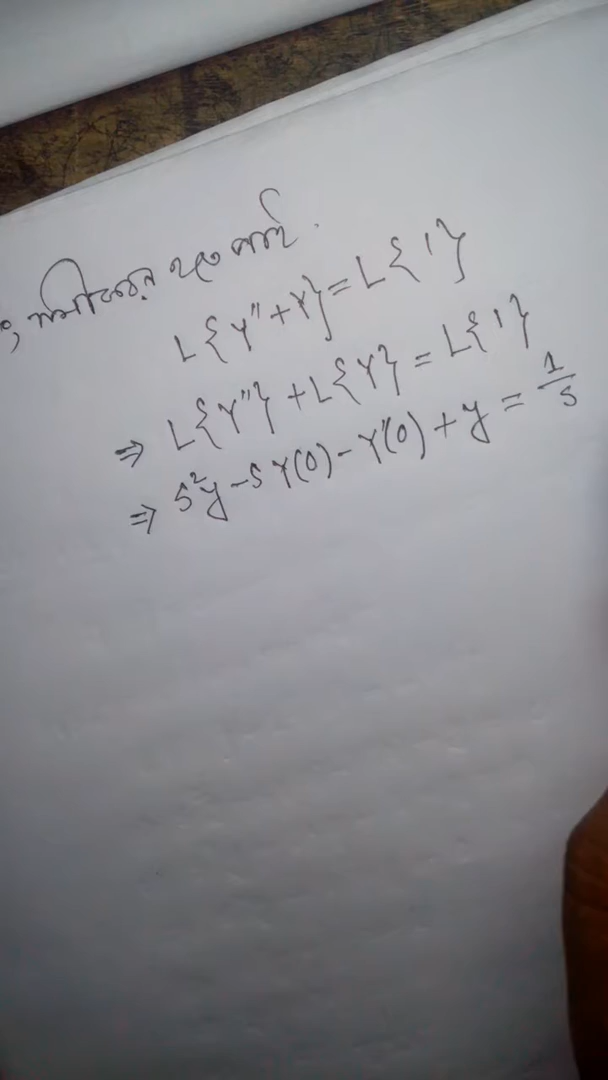 সমীকরণ হতে পাই.
L{Y"+Y}=L{1}
⇒ L{Y"} + L{Y} = L{1}
⇒ s²y - sY(0) - Y'(0) + y = 1/s